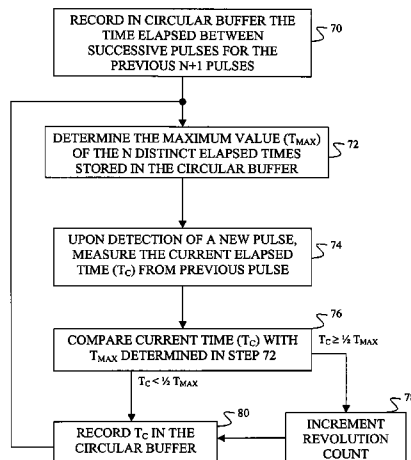 RECORD IN CIRCULAR BUFFER THE
TIME ELAPSED BETWEEN
SUCCESSIVE PULSES FOR THE
PREVIOUS N+1 PULSES
70
DETERMINE THE MAXIMUM VALUE (TMAX)
OF THE N DISTINCT ELAPSED TIMES
STORED IN THE CIRCULAR BUFFER
72
UPON DETECTION OF A NEW PULSE,
MEASURE THE CURRENT ELAPSED
TIME (TC) FROM PREVIOUS PULSE
74
76
COMPARE CURRENT TIME (TC) WITH
TMAX DETERMINED IN STEP 72
TC ≥ ½ TMAX
TC < ½ TMAX
80
RECORD TC IN THE
CIRCULAR BUFFER
INCREMENT
REVOLUTION
COUNT